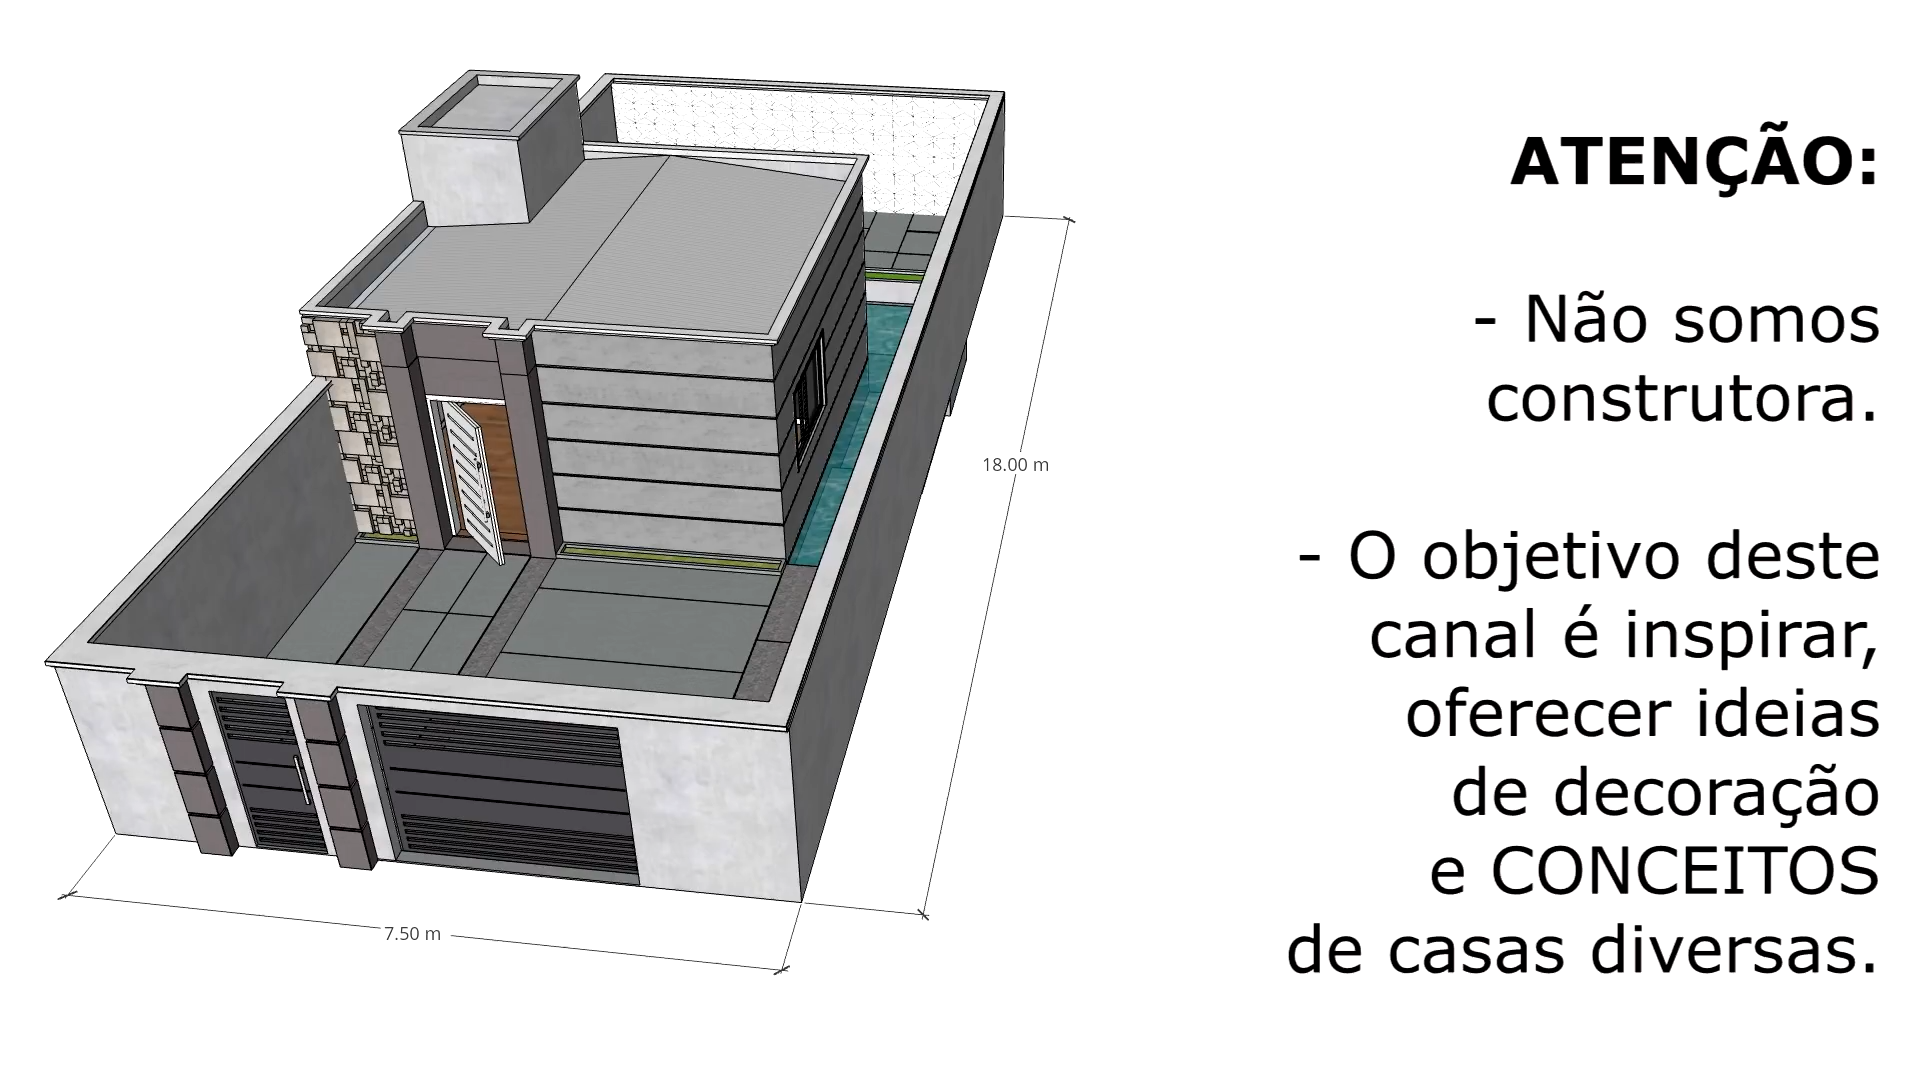 ATENÇÃO:
- Não somos
construtora.
- O objetivo deste
canal é inspirar,
oferecer ideias
de decoração
e CONCEITOS
de casas diversas.
18.00 m
7.50 m